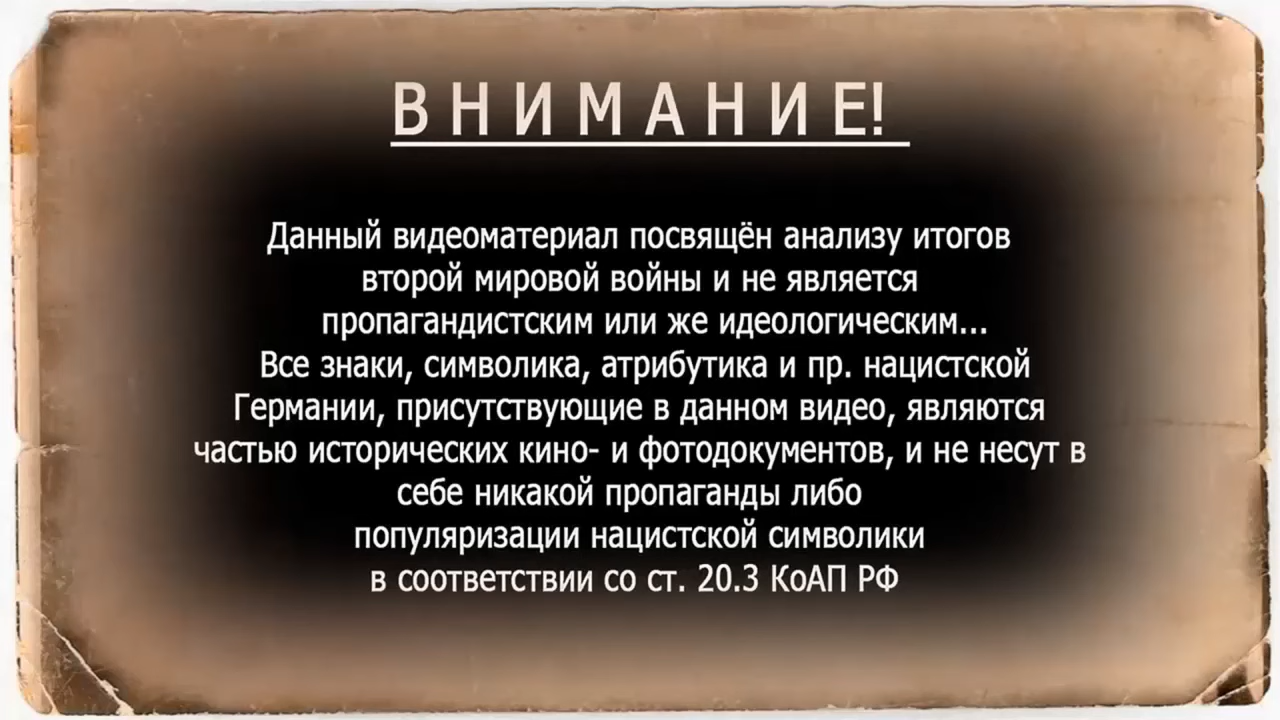 ВНИМАНИЕ!
Данный видеоматериал посвящён анализу итогов
второй мировой войны и не является
пропагандистским или же идеологическим...
Все знаки, символика, атрибутика и пр. нацистской
Германии, присутствующие в данном видео, являются
частью исторических кино- и фотодокументов, и не несут в
себе никакой пропаганды либо
популяризации нацистской символики
в соответствии со ст. 20.3 КоАП РФ